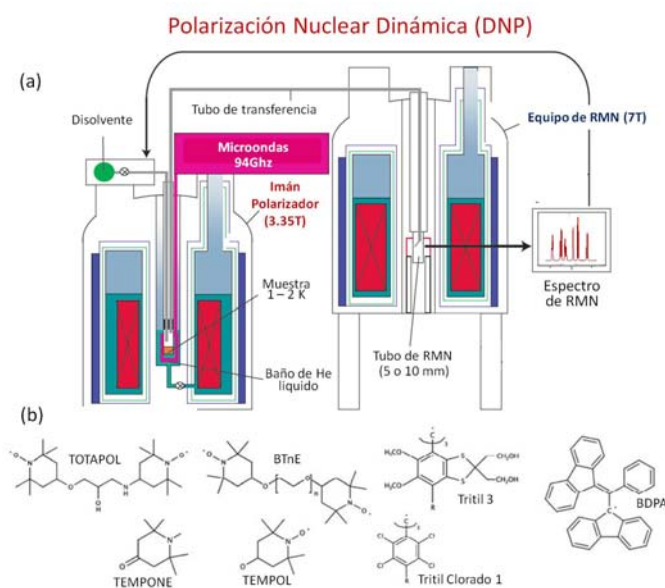 Polarización Nuclear Dinámica (DNP)
(a)
Tubo de transferencia
Disolvente
Equipo de RMN (7T)
Microondas
94Ghz
Imán
Polarizador
(3.35T)
Muestra
1 – 2 K
Espectro
de RMN
Baño de He
liquido
Tubo de RMN
(5 o 10 mm)
(b)
TOTAPOL
BTnE
Tritil 3
BDPA
TEMPONE
TEMPOL
Tritil Clorado 1